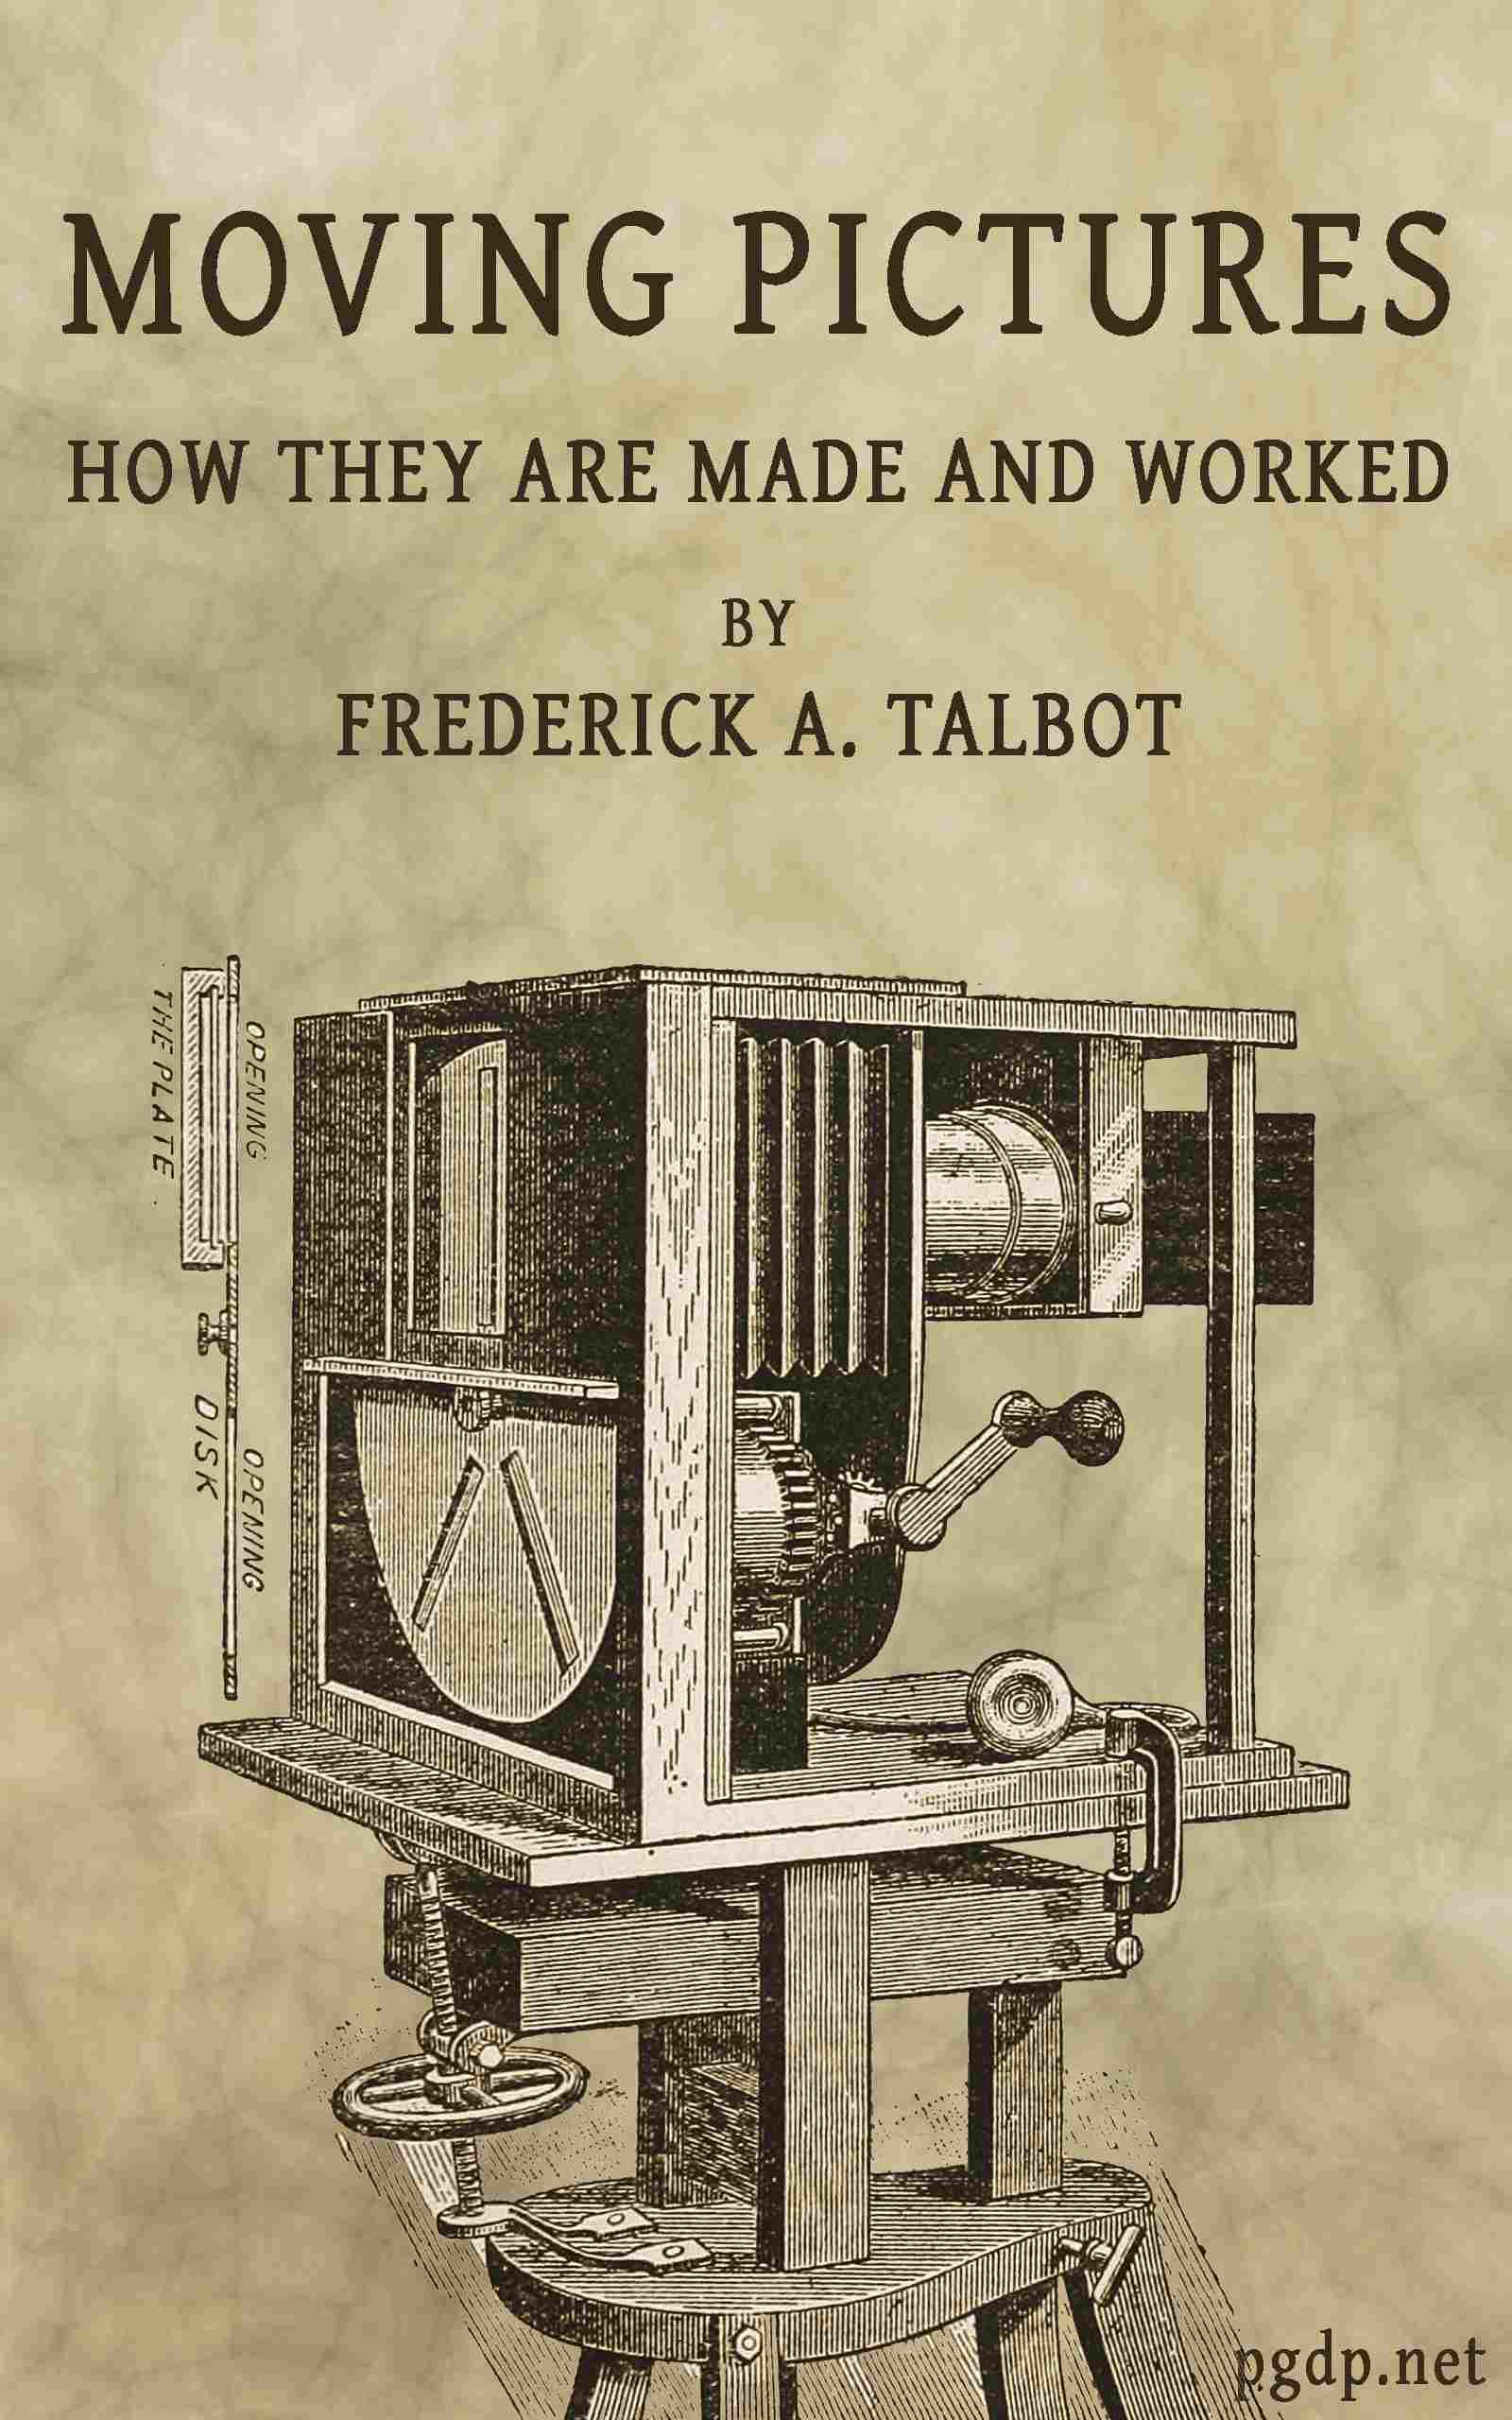 MOVING PICTURES
HOW THEY ARE MADE AND WORKED
BY
FREDERICK A. TALBOT
THE PLATE
OPENING
DISK
OPENING
pgdp.net